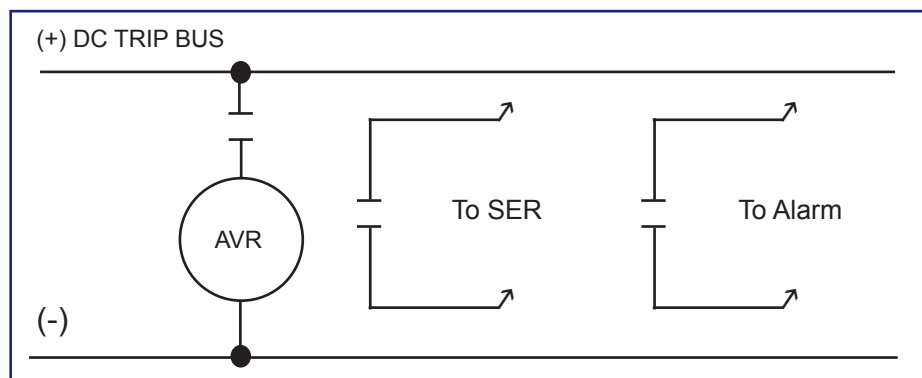 (+) DC TRIP BUS
To SER
To Alarm
AVR
(-)